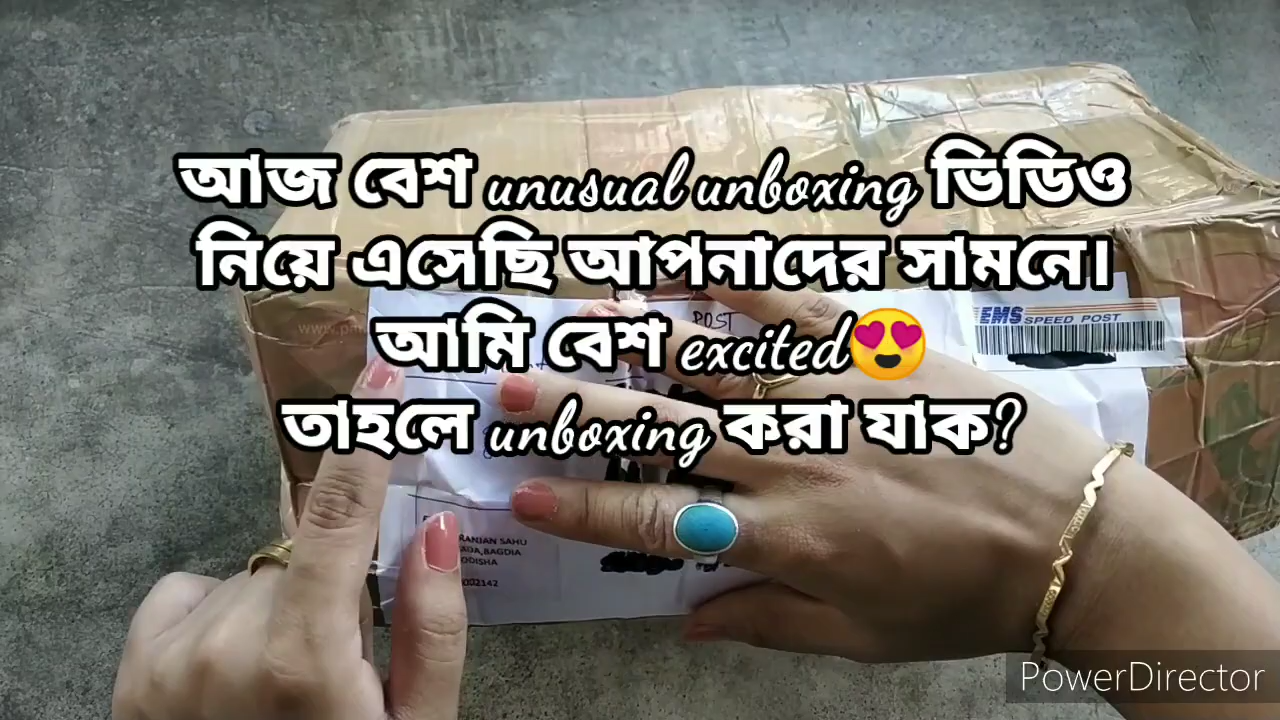 আজ বেশ unusual unboxing ভিডিও
নিয়ে এসেছি আপনাদের সামনে।
আমি বেশ excited😍
তাহলে unboxing করা যাক?
POST
EMS SPEED POST
RANJAN SAHU
BAGDIA
ODISHA
PowerDirector